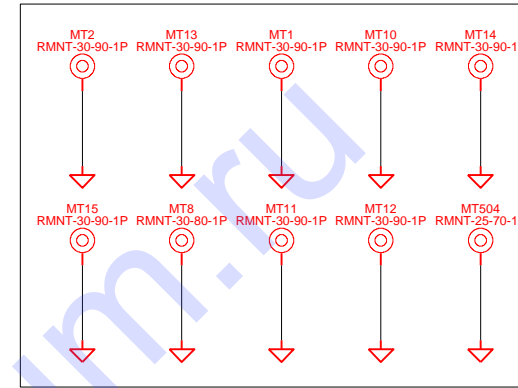 MT2 MT13 MT1 MT10 MT14
RMNT-30-90-1P RMNT-30-90-1P RMNT-30-90-1P RMNT-30-90-1P RMNT-30-90-1
MT15 MT8 MT11 MT12 MT504
RMNT-30-90-1P RMNT-30-80-1P RMNT-30-90-1P RMNT-30-90-1P RMNT-25-70-1
im.ru